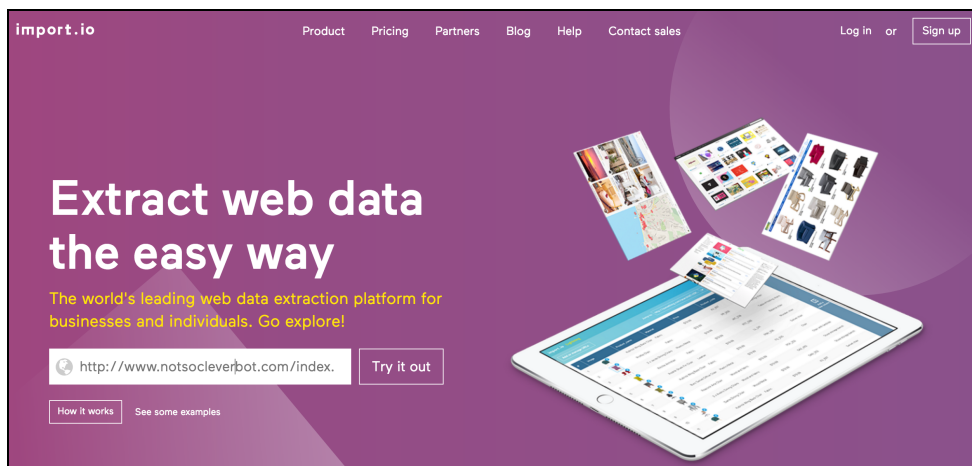 import.io
Product Pricing Partners Blog Help Contact sales Log in or Sign up
Extract web data
the easy way
The world's leading web data extraction platform for
businesses and individuals. Go explore!
http://www.notsocleverbot.com/index.
Try it out
How it works See some examples